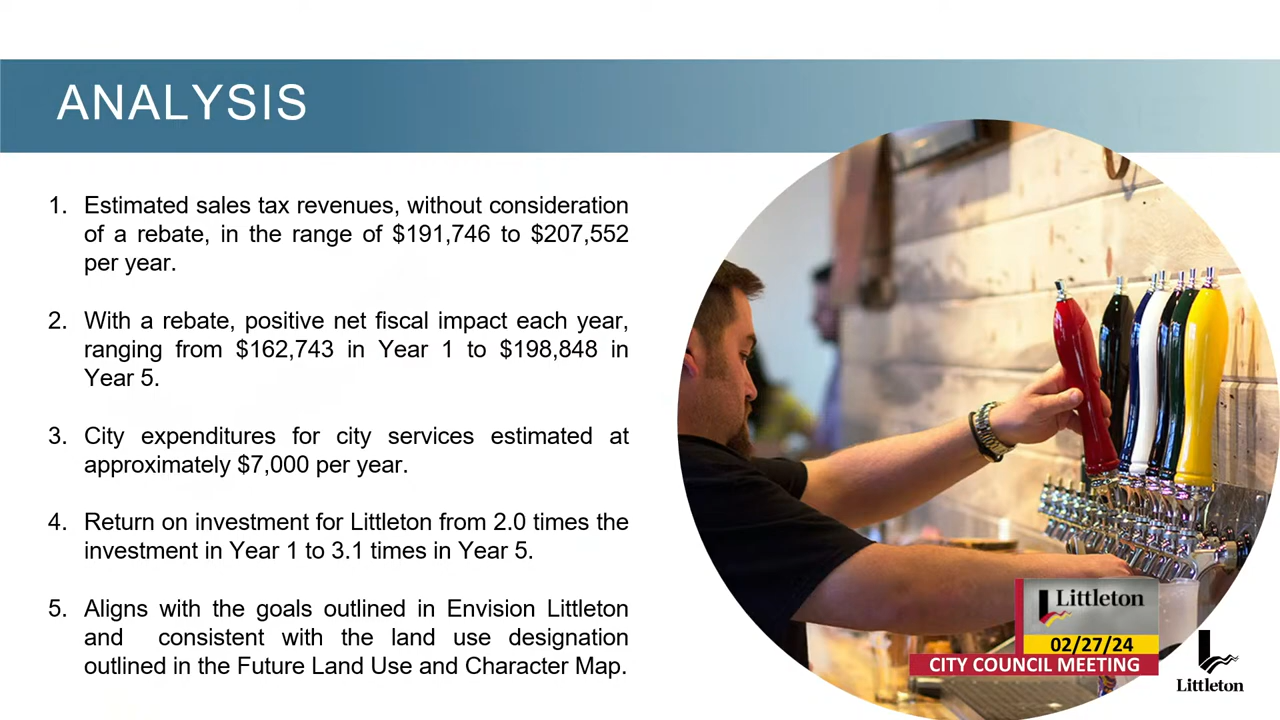 ANALYSIS
1. Estimated sales tax revenues, without consideration
of a rebate, in the range of $191,746 to $207,552
per year.
2. With a rebate, positive net fiscal impact each year,
ranging from $162,743 in Year 1 to $198,848 in
Year 5.
3. City expenditures for city services estimated at
approximately $7,000 per year.
4. Return on investment for Littleton from 2.0 times the
investment in Year 1 to 3.1 times in Year 5.
5. Aligns with the goals outlined in Envision Littleton
and consistent with the land use designation
outlined in the Future Land Use and Character Map.
Littleton
02/27/24
CITY COUNCIL MEETING
Littleton